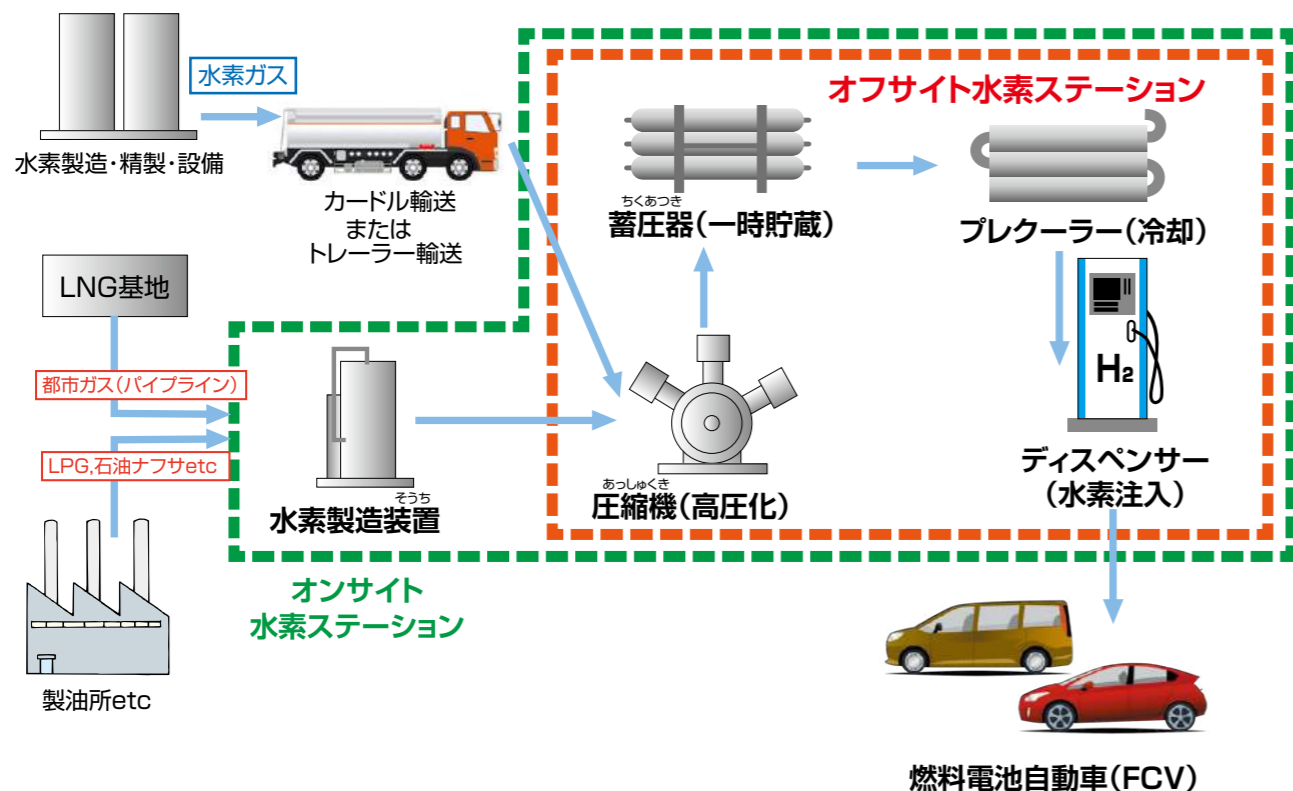 水素ガス
水素製造・精製・設備
カードル輸送
または
トレーラー輸送
オフサイト水素ステーション
ちくあつき
蓄圧器(一時貯蔵)
プレクーラー(冷却)
LNG基地
都市ガス(パイプライン)
LPG,石油ナフサetc
そうち
水素製造装置
あっしゅくき
圧縮機(高圧化)
H₂
ディスペンサー
(水素注入)
オンサイト
水素ステーション
製油所etc
燃料電池自動車(FCV)